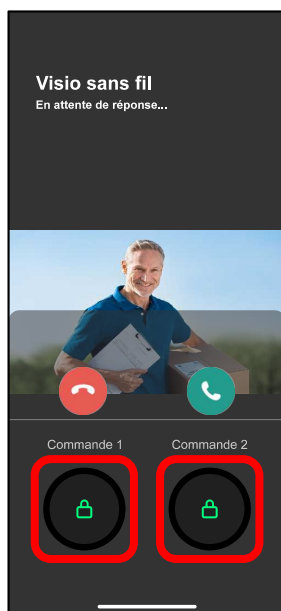 Visio sans fil
En attente de réponse...
Commande 1
Commande 2